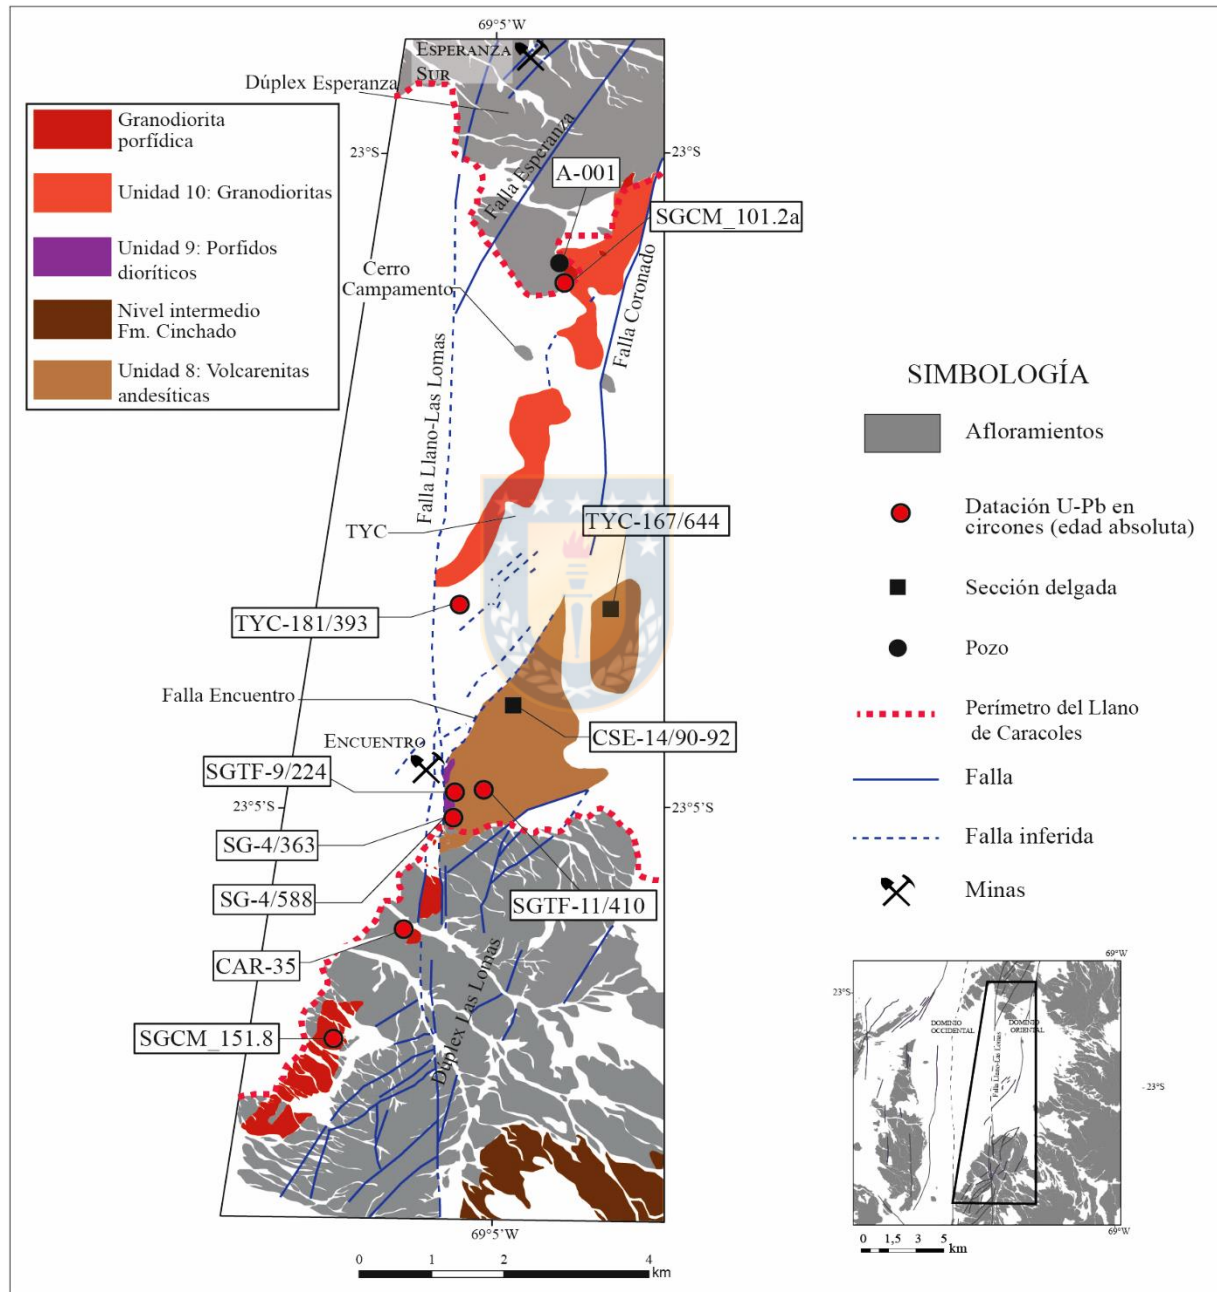 69°5'W
ESPERANZA
SUR
Dúplex Esperanza
Granodiorita
porfídica
Unidad 10: Granodioritas
Unidad 9: Porfidos
dioríticos
Nivel intermedio
Fm. Cinchado
Unidad 8: Volcarenitas
andesíticas
23°S
23°S
Falla Esperanza
A-001
SGCM_101.2a
Cerro
Campamento
Falla Coronado
Falla Llano-Las Lomas
TYC
TYC-167/644
TYC-181/393
Falla Encuentro
ENCUENTRO
CSE-14/90-92
SGTF-9/224
23°5'S
23°5'S
SG-4/363
SG-4/588
SGTF-11/410
CAR-35
Dúplex Las Lomas
SGCM_151.8
69°5'W
0 1 2 4
km
SIMBOLOGÍA
Afloramientos
Datación U-Pb en
circones (edad absoluta)
Sección delgada
Pozo
Perímetro del Llano
de Caracoles
Falla
Falla inferida
Minas
69°W
23°S
DOMINIO
OCCIDENTAL
DOMINIO
ORIENTAL
Falla Llano-Las Lomas
- 23°S
69°W
0 1,5 3 5
km